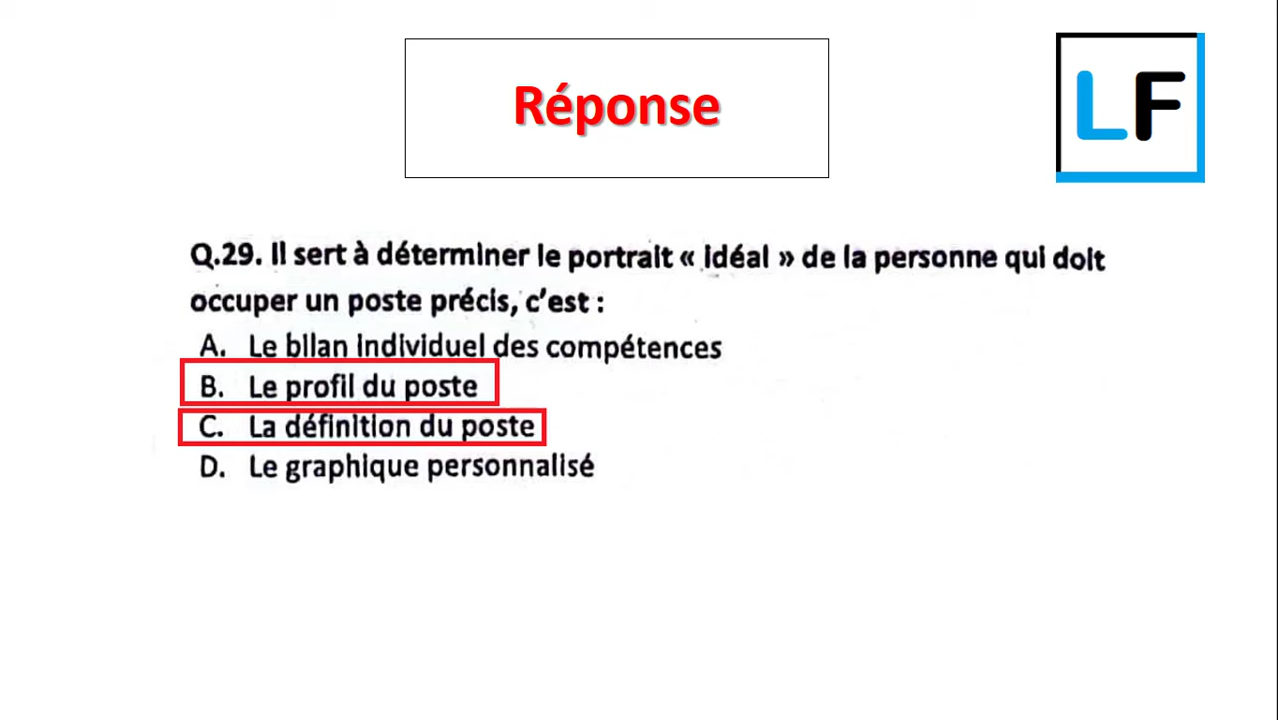 Réponse
LF
Q.29. Il sert à déterminer le portrait « idéal » de la personne qui doit
occuper un poste précis, c'est :
A. Le bilan individuel des compétences
B. Le profil du poste
C. La définition du poste
D. Le graphique personnalisé